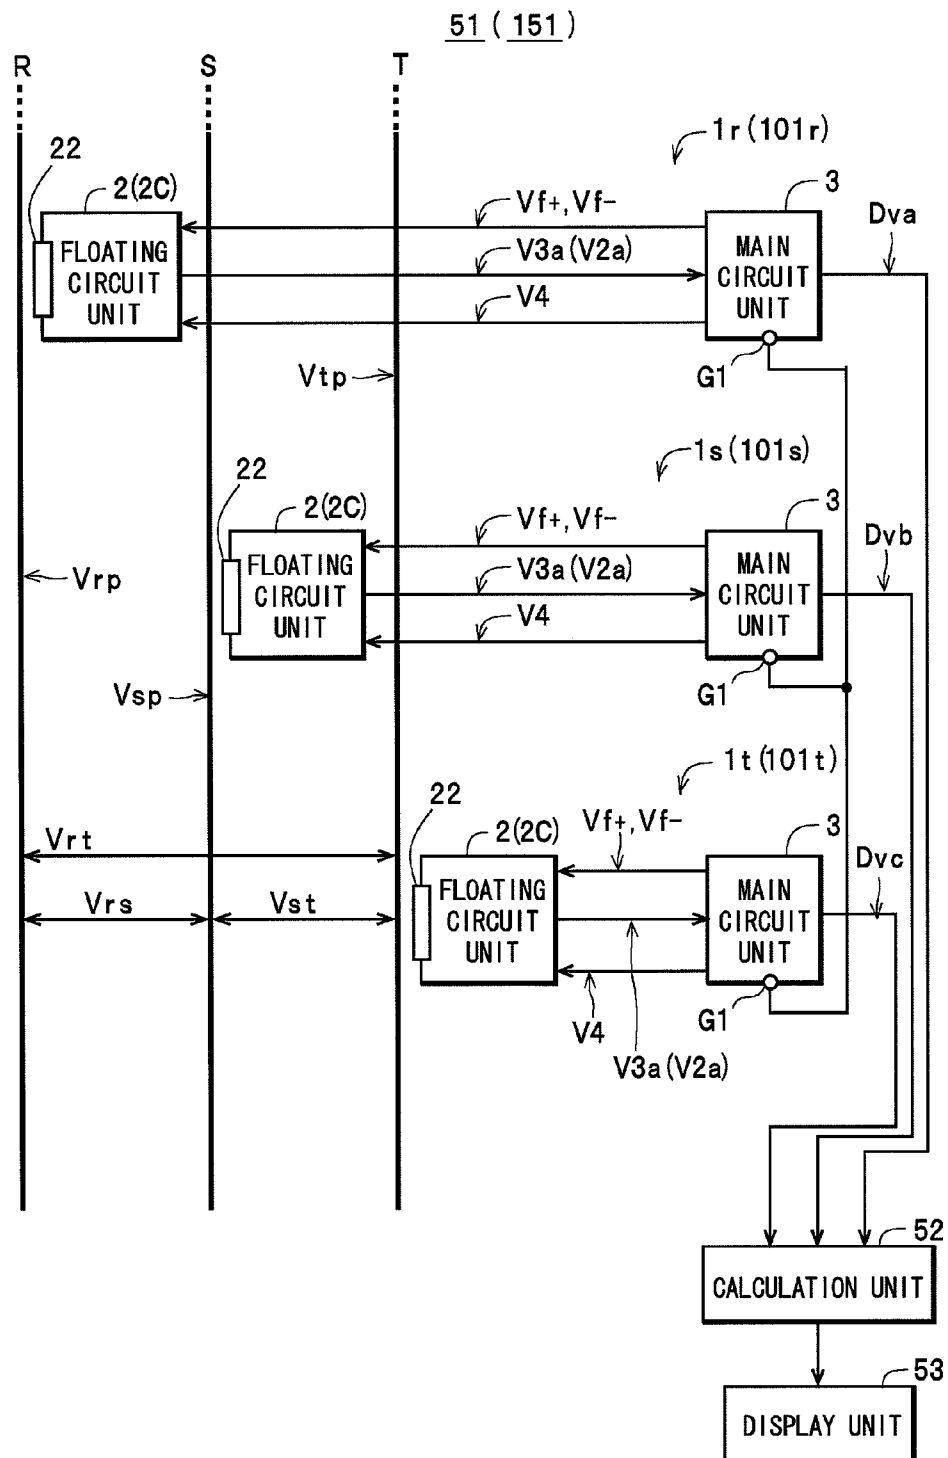 51 ( 151 )
R
S
T
1r (101r)
22
2(2C)
FLOATING
CIRCUIT
UNIT
Vf+,Vf-
V3a (V2a)
V4
3
MAIN
CIRCUIT
UNIT
Dva
G1
Vtp
1s (101s)
22
2(2C)
FLOATING
CIRCUIT
UNIT
Vf+,Vf-
V3a (V2a)
V4
3
MAIN
CIRCUIT
UNIT
Dvb
G1
Vrp
Vsp
1t (101t)
22
2(2C)
FLOATING
CIRCUIT
UNIT
Vf+,Vf-
V4
V3a (V2a)
3
MAIN
CIRCUIT
UNIT
Dvc
G1
Vrt
Vrs
Vst
52
CALCULATION UNIT
53
DISPLAY UNIT